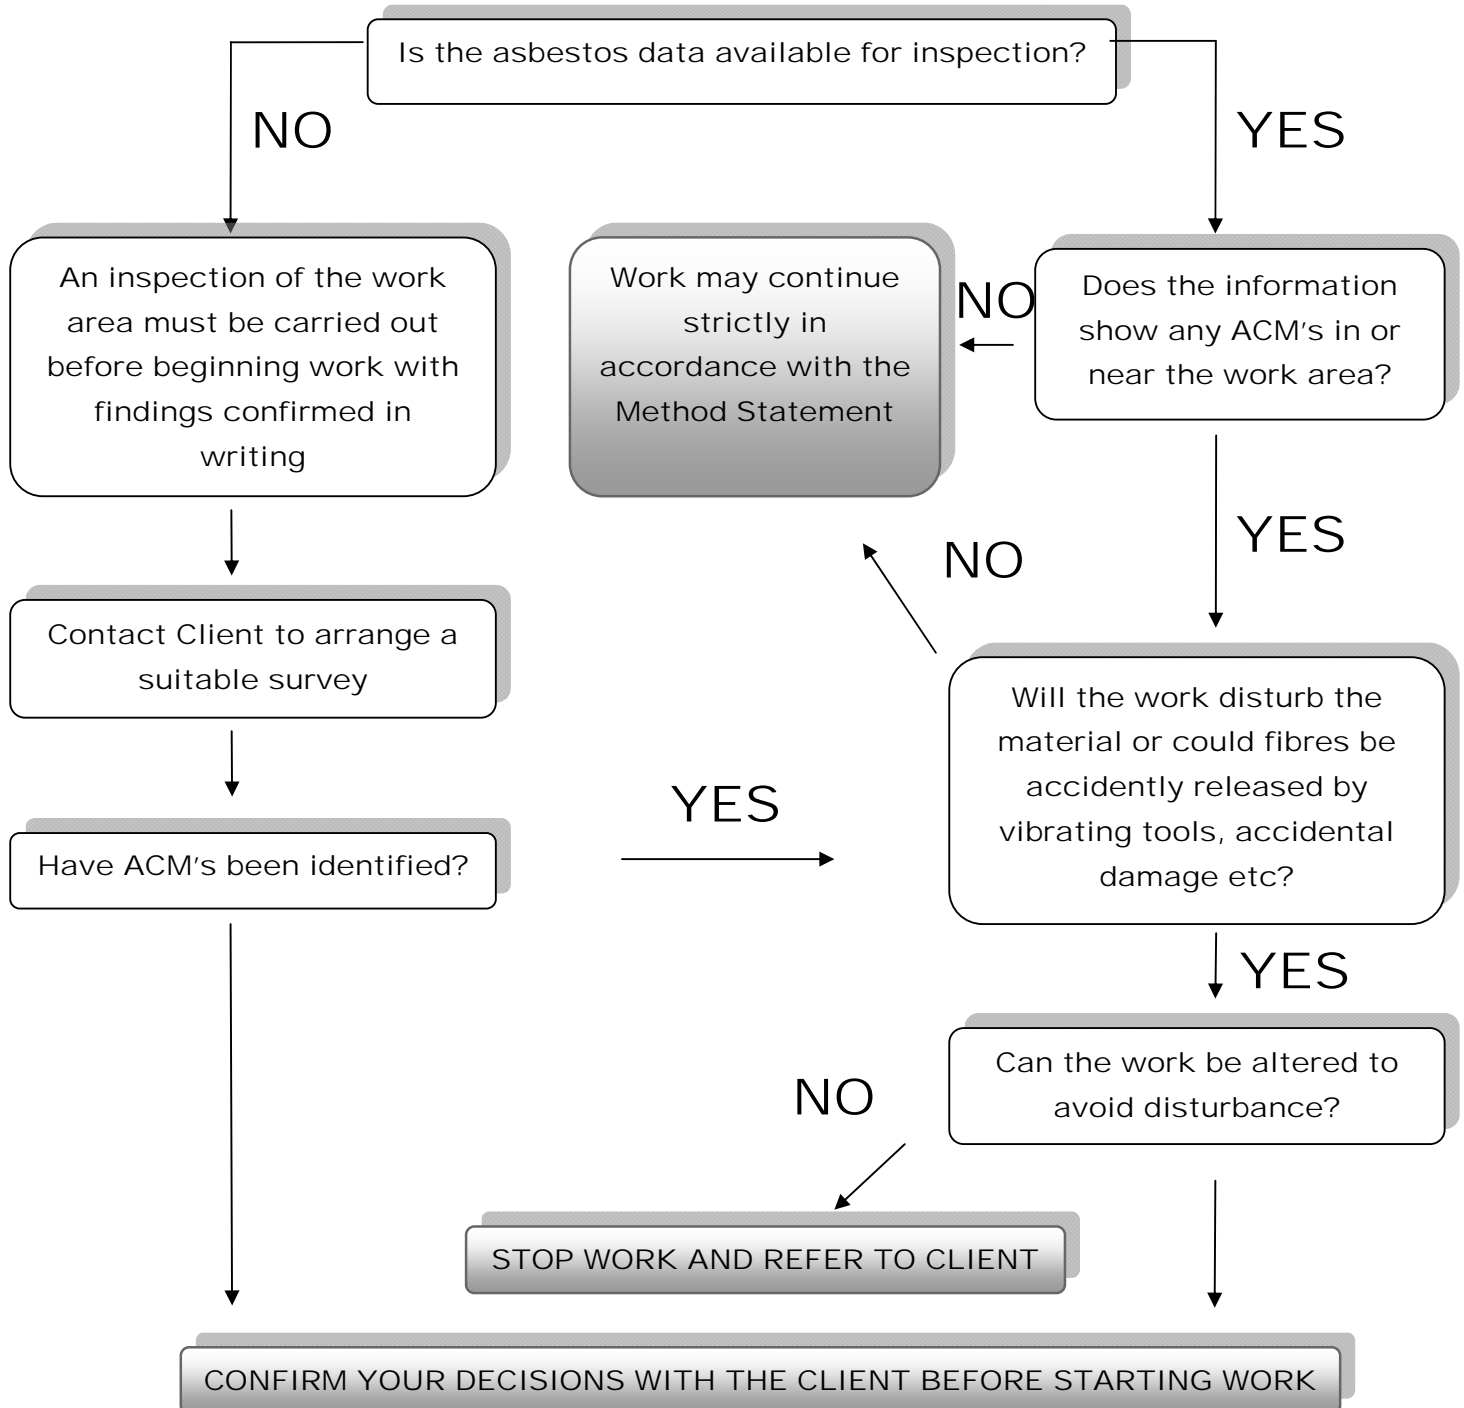 Is the asbestos data available for inspection?
NO
YES
An inspection of the work
area must be carried out
before beginning work with
findings confirmed in
writing
Work may continue
strictly in
accordance with the
Method Statement
NO
Does the information
show any ACM's in or
near the work area?
NO
YES
Contact Client to arrange a
suitable survey
Will the work disturb the
material or could fibres be
accidently released by
vibrating tools, accidental
damage etc?
YES
Have ACM's been identified?
YES
Can the work be altered to
avoid disturbance?
NO
STOP WORK AND REFER TO CLIENT
CONFIRM YOUR DECISIONS WITH THE CLIENT BEFORE STARTING WORK